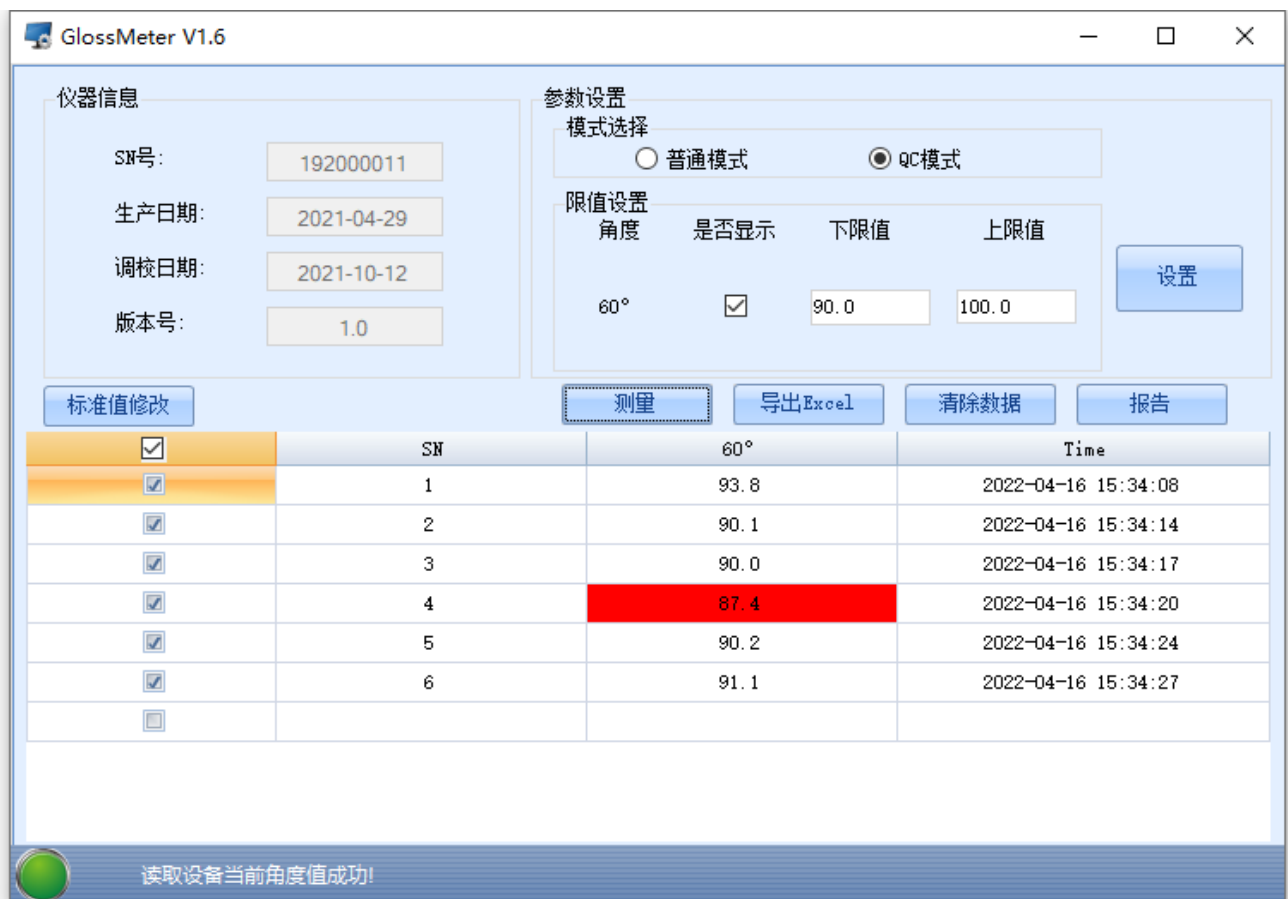 GlossMeter V1.6
仪器信息
SN号:
192000011
生产日期:
2021-04-29
调校日期:
2021-10-12
版本号:
1.0
参数设置
模式选择
普通模式
QC模式
限值设置
角度 是否显示 下限值 上限值
60° 90.0 100.0
设置
标准值修改 测量 导出Excel 清除数据 报告
SN 60° Time
1 93.8 2022-04-16 15:34:08
2 90.1 2022-04-16 15:34:14
3 90.0 2022-04-16 15:34:17
4 87.4 2022-04-16 15:34:20
5 90.2 2022-04-16 15:34:24
6 91.1 2022-04-16 15:34:27
读取设备当前角度值成功!